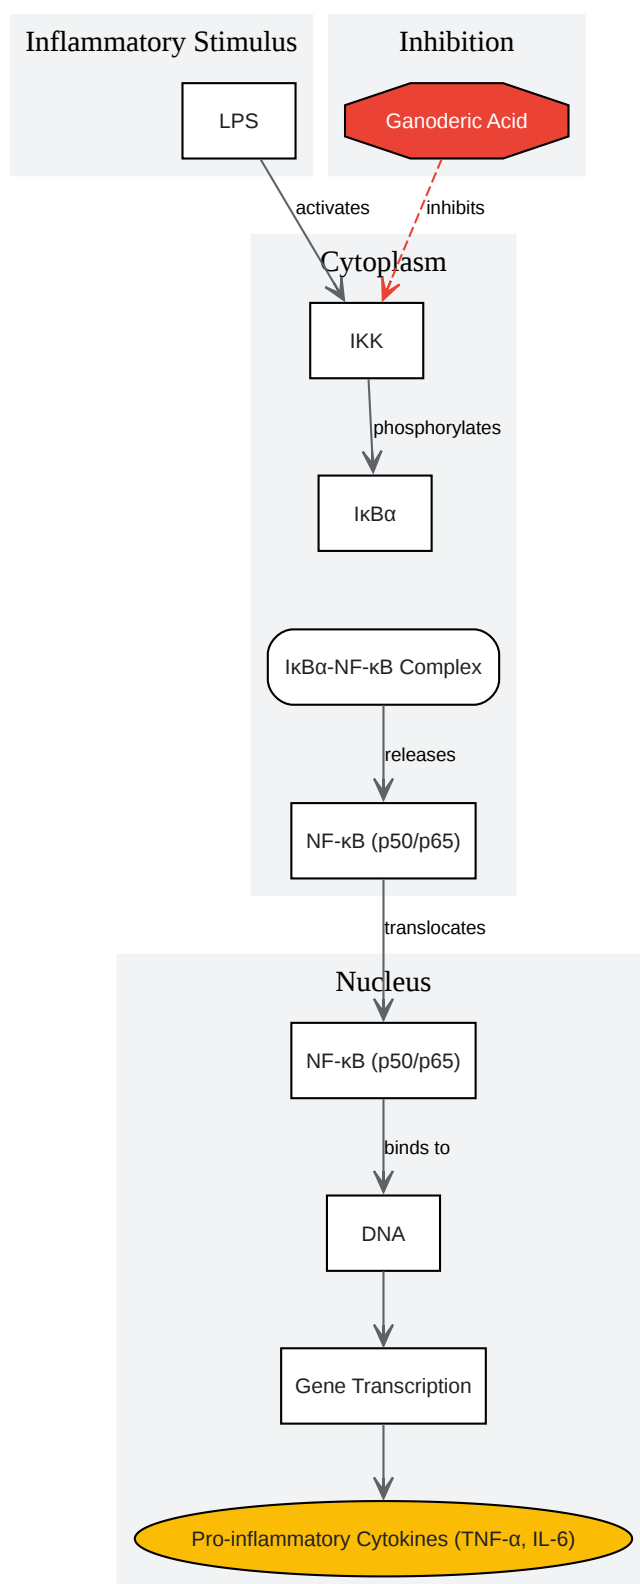 Inflammatory Stimulus
Inhibition
LPS
Ganoderic Acid
activates
inhibits
Cytoplasm
IKK
phosphorylates
IκBα
IκBα-NF-κB Complex
releases
NF-κB (p50/p65)
translocates
Nucleus
NF-κB (p50/p65)
binds to
DNA
Gene Transcription
Pro-inflammatory Cytokines (TNF-α, IL-6)